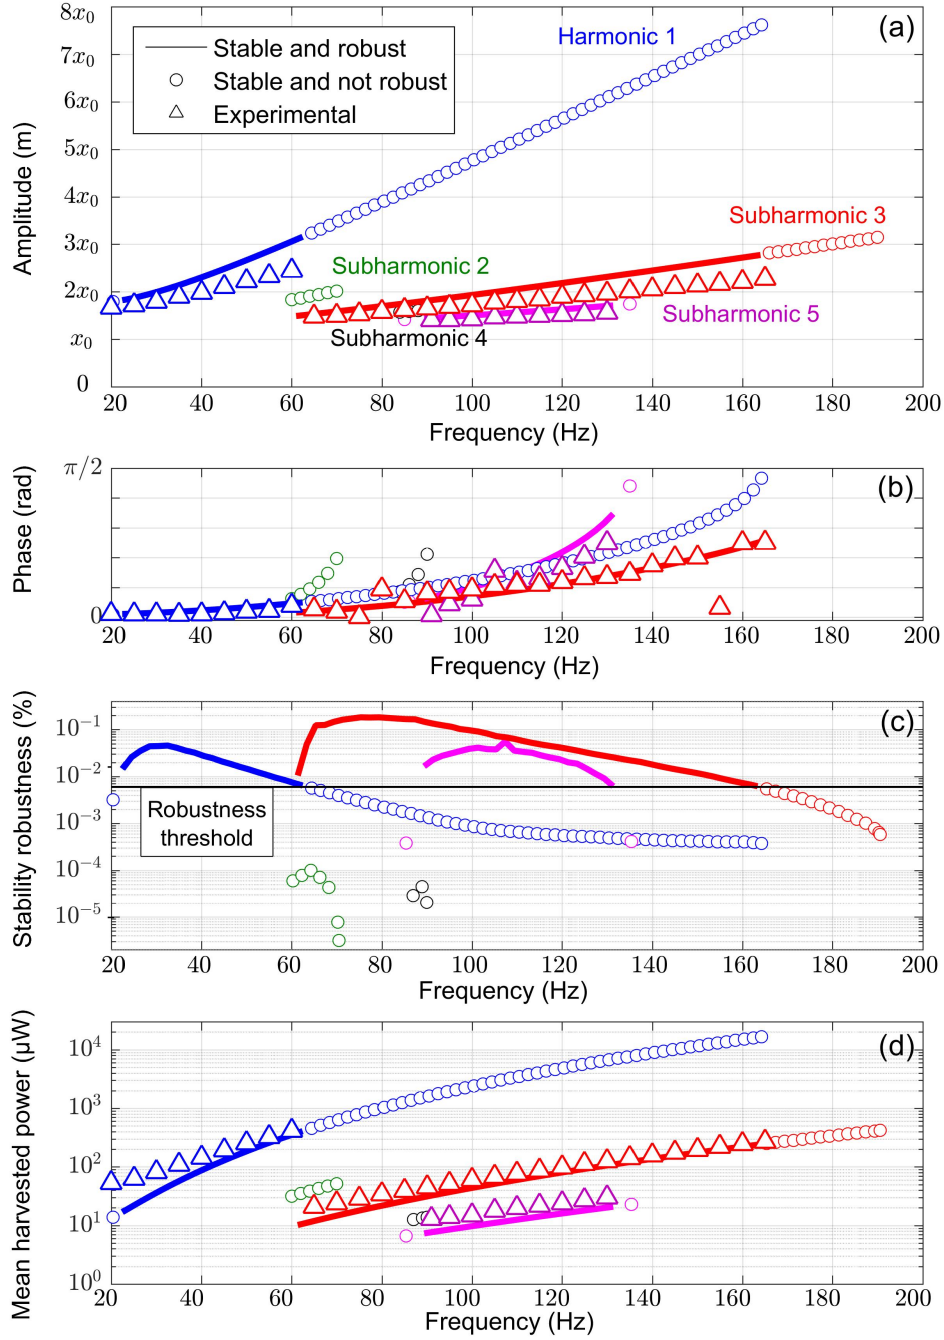 8x₀
(a)
Stable and robust
Harmonic 1
7x₀
Stable and not robust
6x₀
Experimental
5x₀
Amplitude (m)
4x₀
Subharmonic 3
3x₀
Subharmonic 2
2x₀
Subharmonic 5
Subharmonic 4
x₀
0
20 40 60 80 100 120 140 160 180 200
Frequency (Hz)
π/2
(b)
Phase (rad)
0
20 40 60 80 100 120 140 160 180 200
Frequency (Hz)
Stability robustness (%)
(c)
10⁻¹
10⁻²
Robustness
threshold
10⁻³
10⁻⁴
10⁻⁵
20 40 60 80 100 120 140 160 180 200
Frequency (Hz)
Mean harvested power (µW)
(d)
10⁴
10³
10²
10¹
10⁰
20 40 60 80 100 120 140 160 180 200
Frequency (Hz)